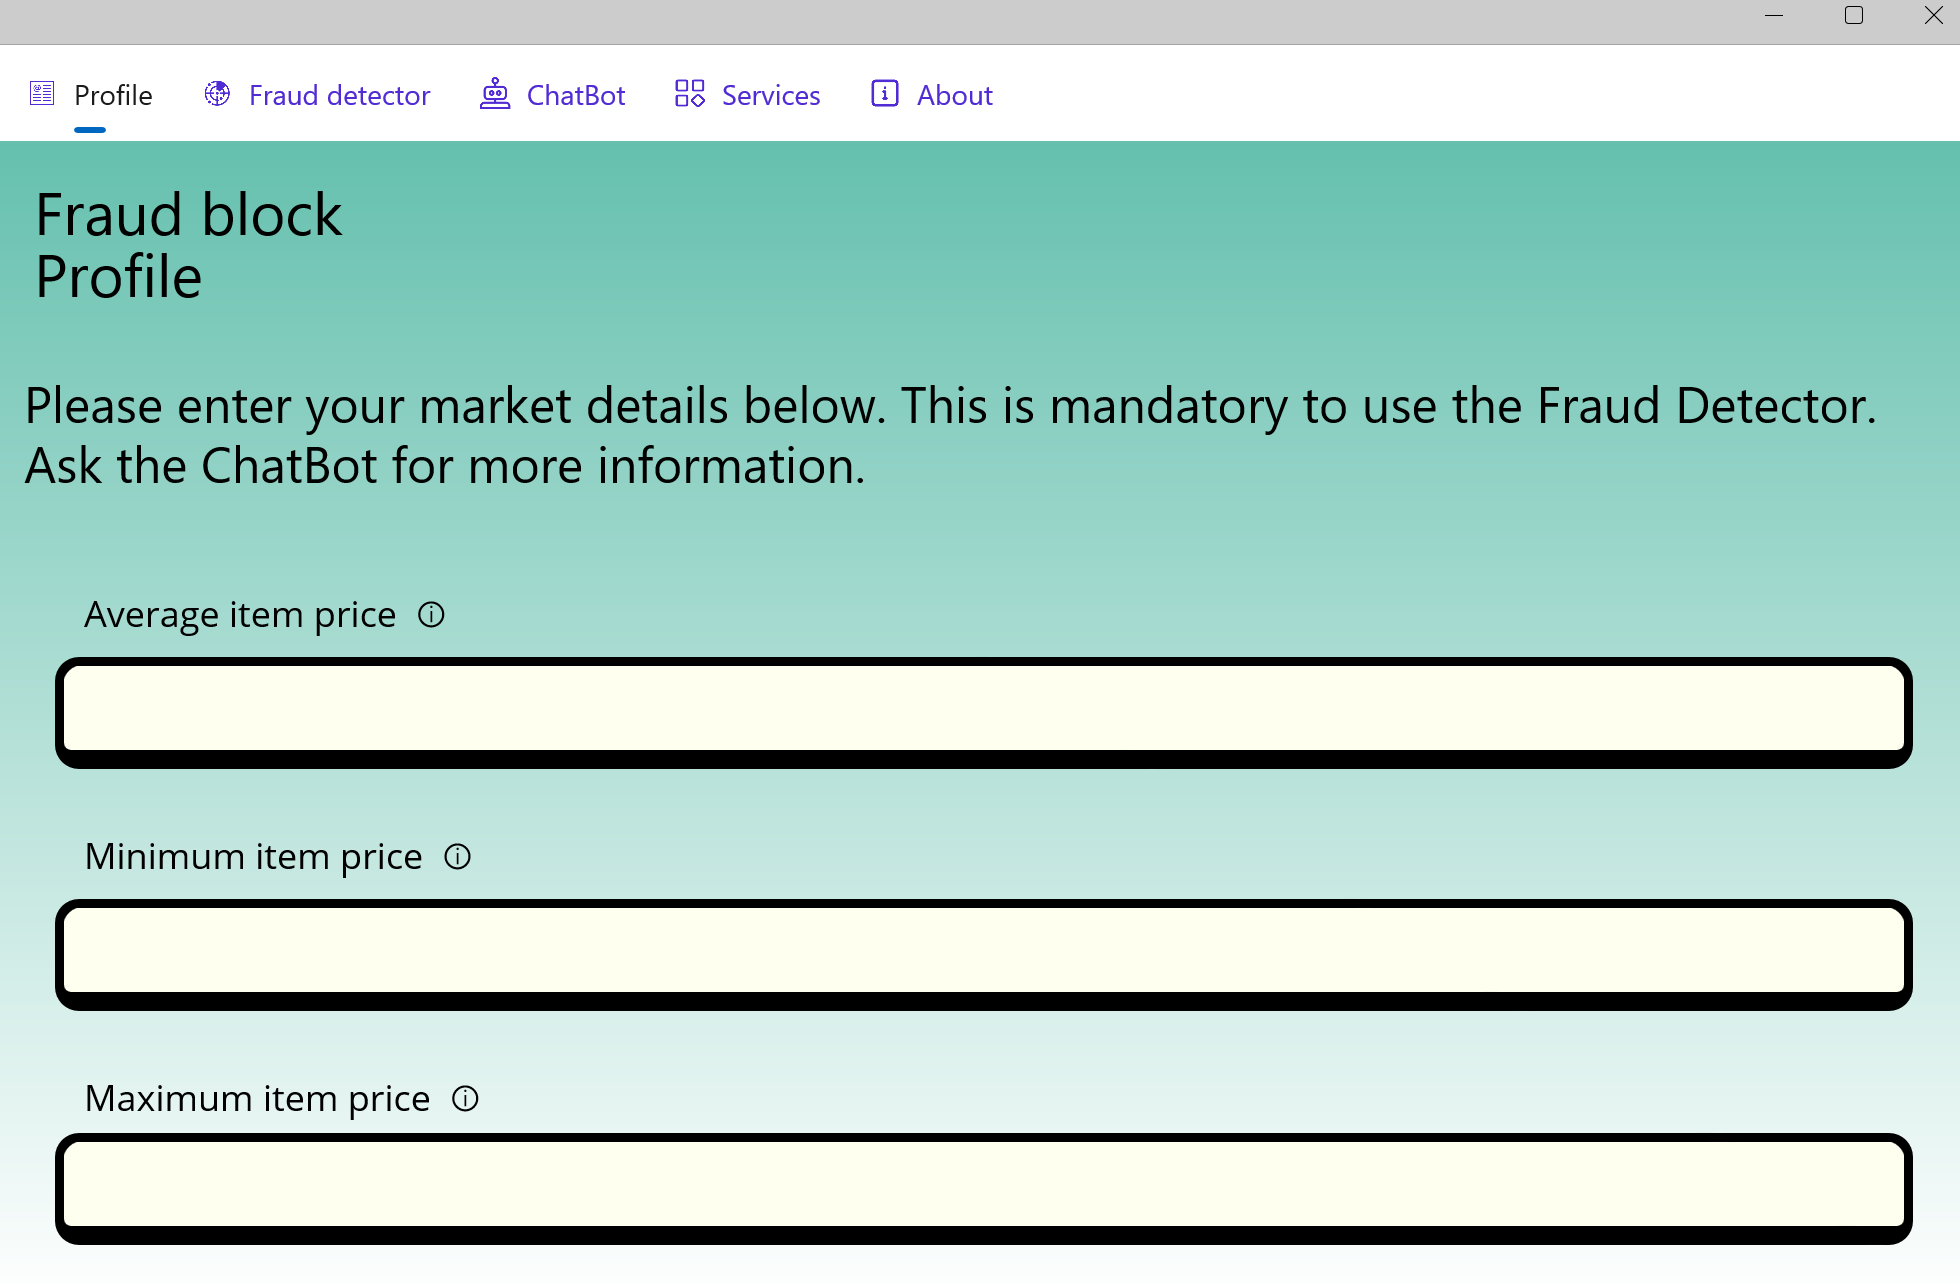 Profile
Fraud detector
ChatBot
Services
About
Fraud block
Profile
Please enter your market details below. This is mandatory to use the Fraud Detector.
Ask the ChatBot for more information.
Average item price
Minimum item price
Maximum item price